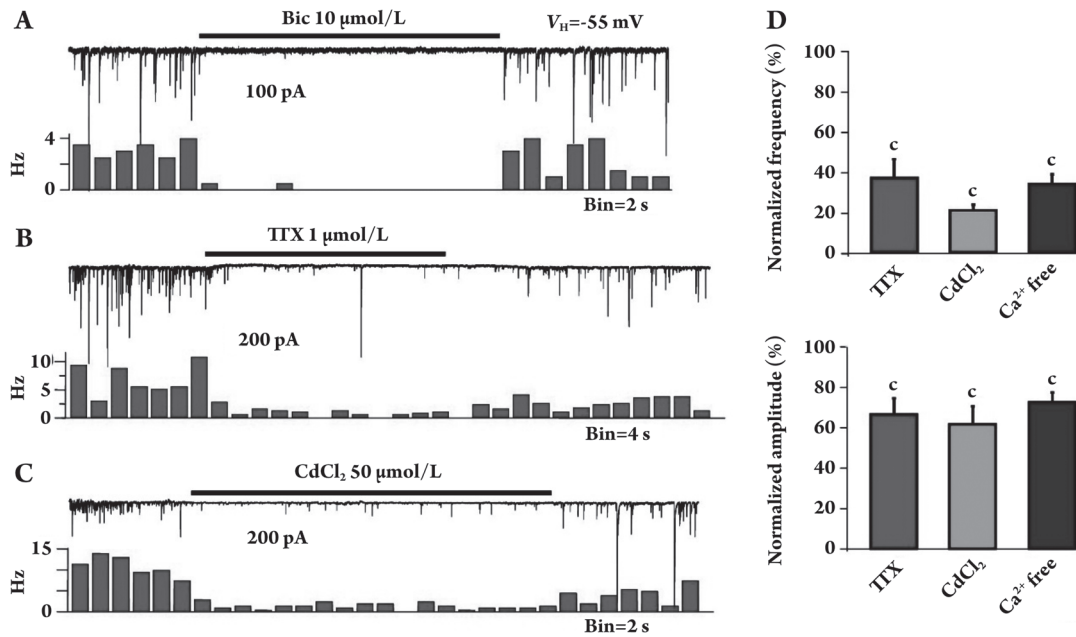 A
Bic 10 μmol/L
V_H=-55 mV
100 pA
Hz
4
0
Bin=2 s
B
TTX 1 μmol/L
200 pA
Hz
10
5
0
Bin=4 s
C
CdCl₂ 50 μmol/L
200 pA
Hz
15
0
Bin=2 s
D
Normalized frequency (%)
100
80
60
40
20
0
c
c
c
TTX
CdCl₂
Ca²⁺ free
Normalized amplitude (%)
100
80
60
40
20
0
c
c
c
TTX
CdCl₂
Ca²⁺ free